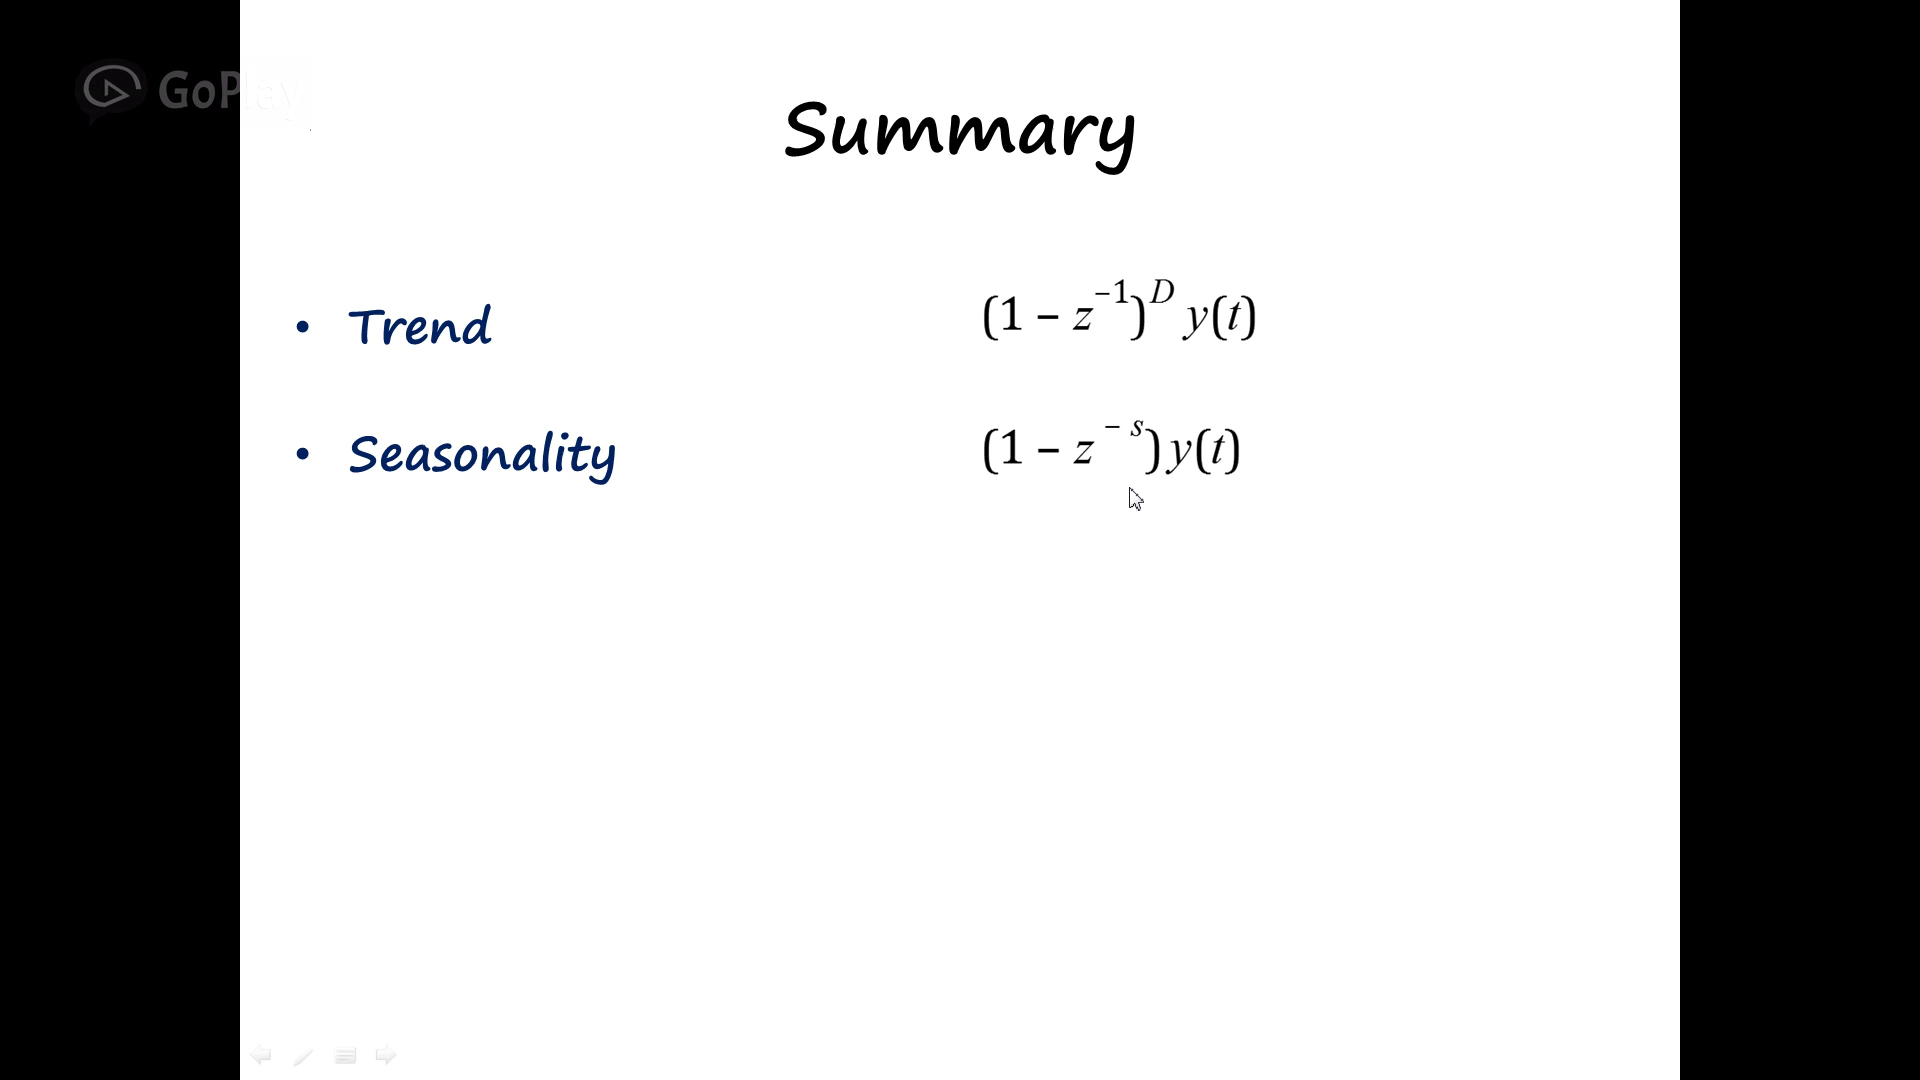 GoPlay
Summary
• Trend (1 − z⁻¹)ᴰ y(t)
• Seasonality (1 − z⁻ˢ) y(t)